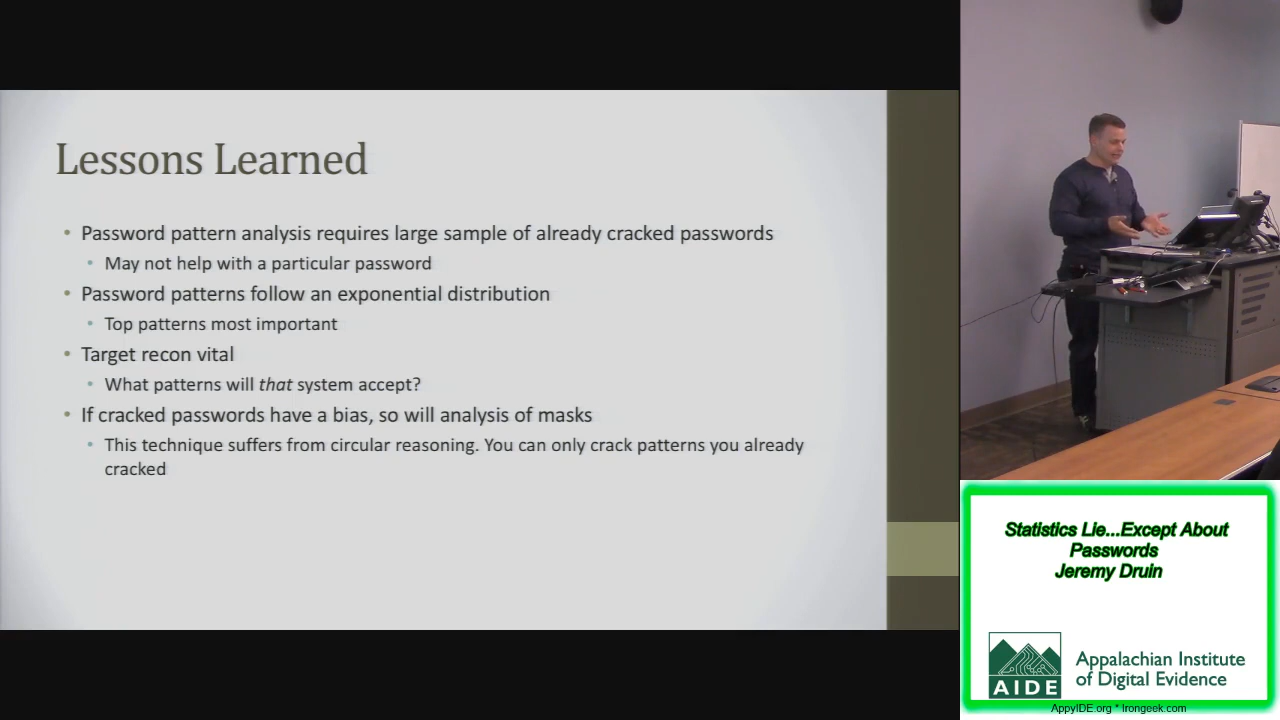 Lessons Learned
• Password pattern analysis requires large sample of already cracked passwords
• May not help with a particular password
• Password patterns follow an exponential distribution
• Top patterns most important
• Target recon vital
• What patterns will that system accept?
• If cracked passwords have a bias, so will analysis of masks
• This technique suffers from circular reasoning. You can only crack patterns you already
cracked
Statistics Lie...Except About
Passwords
Jeremy Druin
AIDE
Appalachian Institute
of Digital Evidence
AppyIDE.org * Irongeek.com